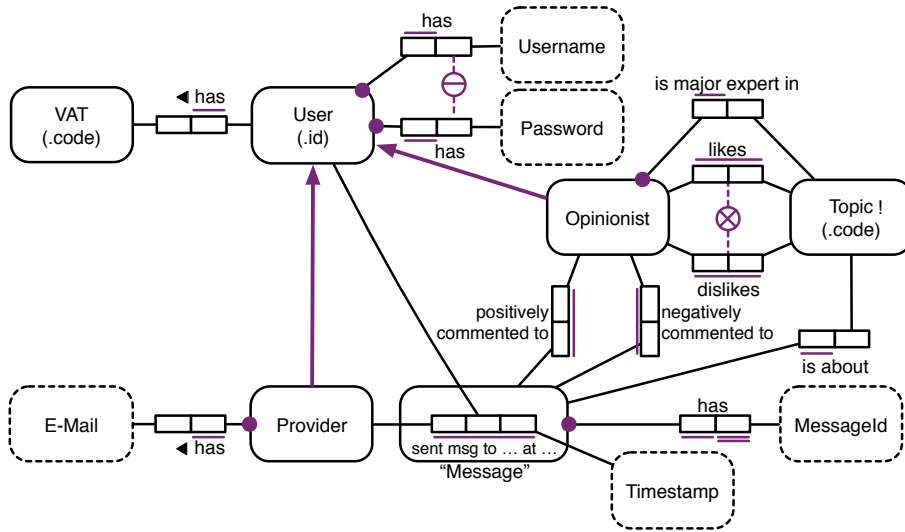 has
Username
is major expert in
◄ has
VAT
(.code)
User
(.id)
Password
has
likes
Opinionist
Topic !
(.code)
dislikes
positively
commented to
negatively
commented to
is about
E-Mail
Provider
has
MessageId
◄ has
sent msg to ... at ...
“Message”
Timestamp